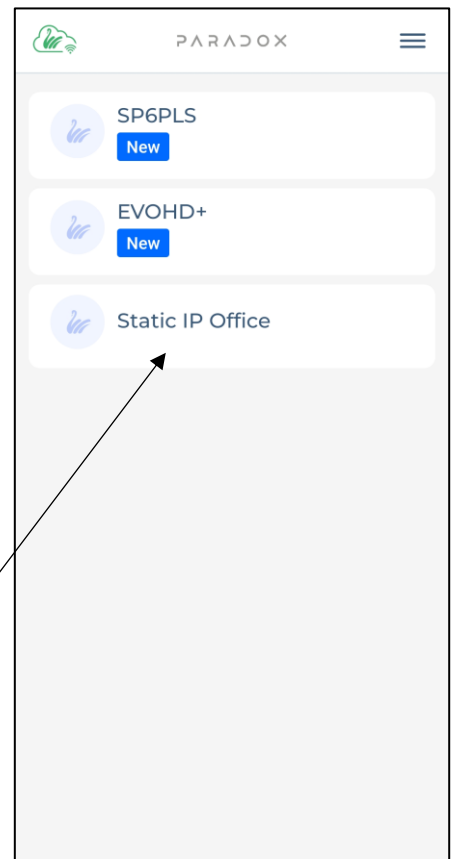 PARADOX
SP6PLS
New
EVOHD+
New
Static IP Office